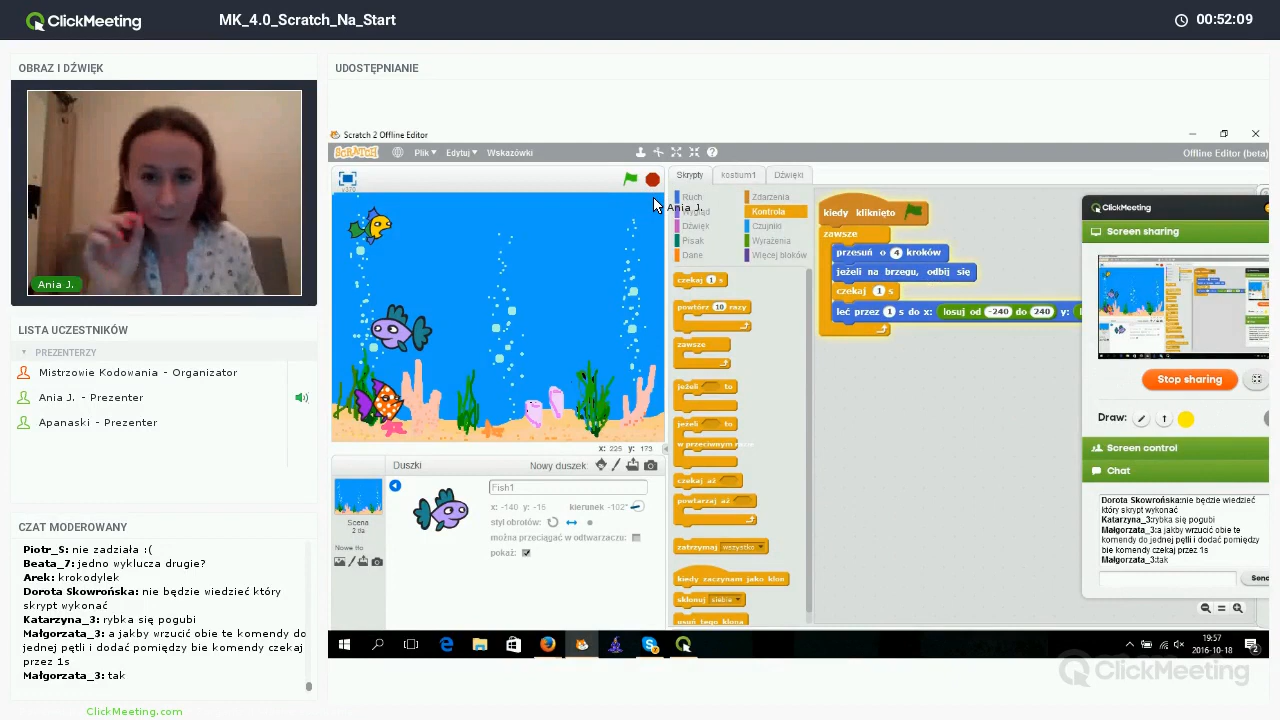 ClickMeeting
MK_4.0_Scratch_Na_Start
00:52:09
OBRAZ I DŹWIĘK
UDOSTĘPNIANIE
Ania J.
LISTA UCZESTNIKÓW
PREZENTERZY
Mistrzowie Kodowania - Organizator
Ania J. - Prezenter
Apanaski - Prezenter
CZAT MODEROWANY
Piotr_S: nie zadziała :(
Beata_7: jedno wyklucza drugie?
Arek: krokodylek
Dorota Skowrońska: nie będzie wiedzieć który
skrypt wykonać
Katarzyna_3: rybka się pogubi
Małgorzata_3: a jakby wrzucić obie te komendy do
jednej pętli i dodać pomiędzy bie komendy czekaj
przez 1s
Małgorzata_3: tak
ClickMeeting.com
Scratch 2 Offline Editor
SCRATCH
Plik
Edytuj
Wskazówki
Offline Editor (beta)
v370
Skrypty
kostium1
Dźwięki
Ruch
Wygląd
Dźwięk
Pisak
Dane
Zdarzenia
Kontrola
Czujniki
Wyrażenia
Więcej bloków
Ania J.
czekaj 1 s
powtórz 10 razy
zawsze
jeżeli to
jeżeli to
w przeciwnym razie
czekaj aż
powtarzaj aż
zatrzymaj wszystko
kiedy zaczynam jako klon
sklonuj siebie
usuń tego klona
kiedy kliknięto
zawsze
przesuń o 4 kroków
jeżeli na brzegu, odbij się
czekaj 1 s
leć przez 1 s do x: losuj od -240 do 240 y:
x: 225 y: 173
Duszki
Nowy duszek:
Scena
2 tła
Nowe tło
Fish1
x: -140 y: -15 kierunek -102°
styl obrotów:
można przeciągać w odtwarzaczu:
pokaż:
ClickMeeting
Screen sharing
Stop sharing
Draw:
Screen control
Chat
Dorota Skowrońska:nie będzie wiedzieć
który skrypt wykonać
Katarzyna_3:rybka się pogubi
Małgorzata_3:a jakby wrzucić obie te
komendy do jednej pętli i dodać pomiędzy
bie komendy czekaj przez 1s
Małgorzata_3:tak
Send
19:57
2016-10-18
2
ClickMeeting